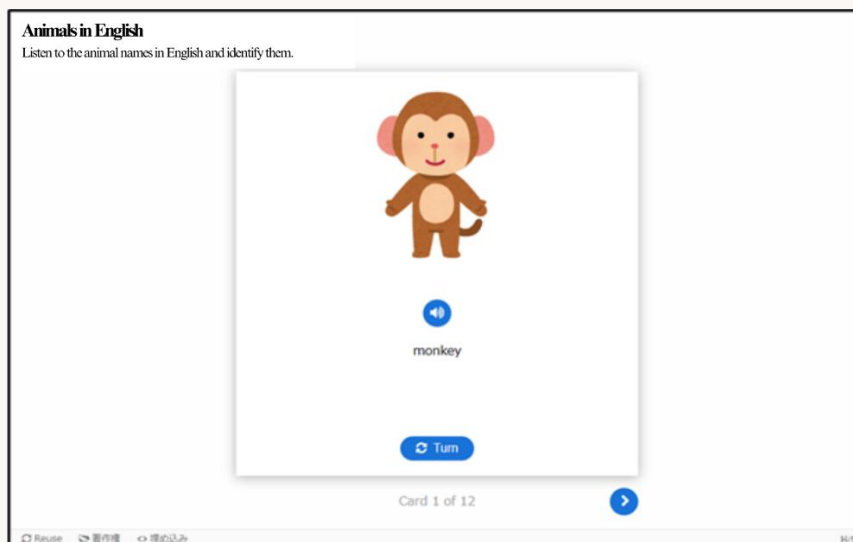 Animals in English
Listen to the animal names in English and identify them.
monkey
Turn
Card 1 of 12
Reuse 著作権 <> 埋め込み